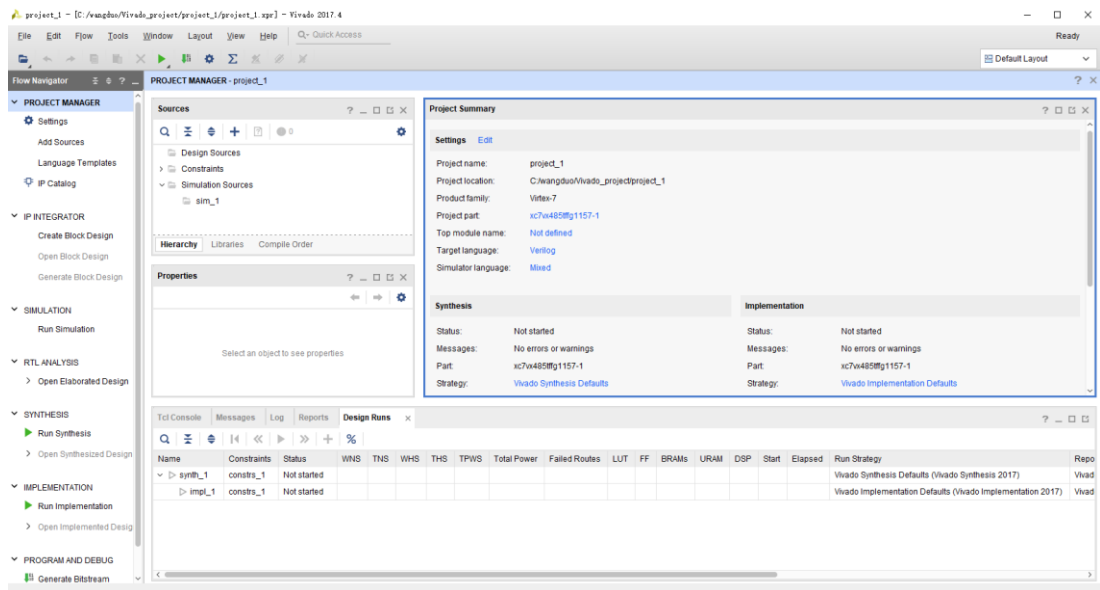 project_1 - [C:/wangduo/Vivado_project/project_1/project_1.xpr] - Vivado 2017.4
File Edit Flow Tools Window Layout View Help Q- Quick Access Ready
Default Layout
Flow Navigator
PROJECT MANAGER - project_1
PROJECT MANAGER
Settings
Add Sources
Language Templates
IP Catalog
IP INTEGRATOR
Create Block Design
Open Block Design
Generate Block Design
SIMULATION
Run Simulation
RTL ANALYSIS
Open Elaborated Design
SYNTHESIS
Run Synthesis
Open Synthesized Design
IMPLEMENTATION
Run Implementation
Open Implemented Desig
PROGRAM AND DEBUG
Generate Bitstream
Sources
0
Design Sources
Constraints
Simulation Sources
sim_1
Hierarchy Libraries Compile Order
Properties
Select an object to see properties
Project Summary
Settings Edit
Project name: project_1
Project location: C:/wangduo/Vivado_project/project_1
Product family: Virtex-7
Project part: xc7vx485tffg1157-1
Top module name: Not defined
Target language: Verilog
Simulator language: Mixed
Synthesis
Status: Not started
Messages: No errors or warnings
Part: xc7vx485tffg1157-1
Strategy: Vivado Synthesis Defaults
Implementation
Status: Not started
Messages: No errors or warnings
Part: xc7vx485tffg1157-1
Strategy: Vivado Implementation Defaults
Tcl Console Messages Log Reports Design Runs
Name Constraints Status WNS TNS WHS THS TPWS Total Power Failed Routes LUT FF BRAMs URAM DSP Start Elapsed Run Strategy Repo
synth_1 constrs_1 Not started Vivado Synthesis Defaults (Vivado Synthesis 2017) Vivad
impl_1 constrs_1 Not started Vivado Implementation Defaults (Vivado Implementation 2017) Vivad